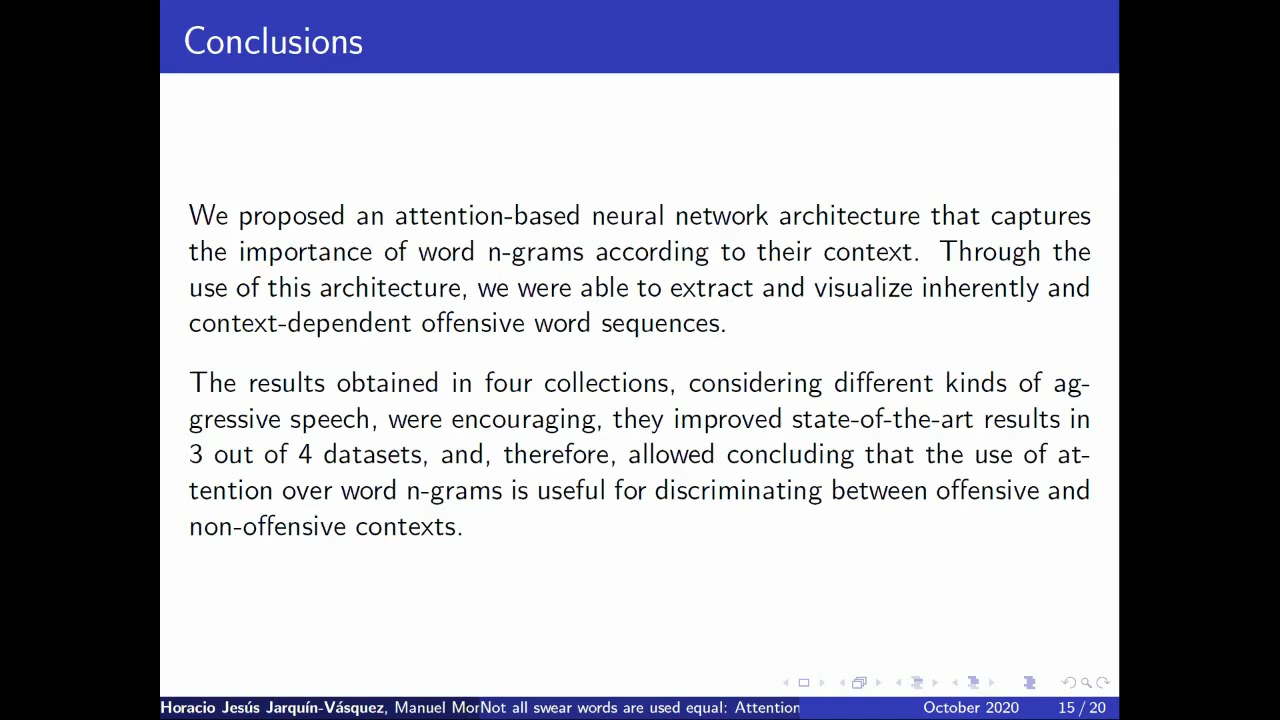 Conclusions
We proposed an attention-based neural network architecture that captures
the importance of word n-grams according to their context. Through the
use of this architecture, we were able to extract and visualize inherently and
context-dependent offensive word sequences.
The results obtained in four collections, considering different kinds of ag-
gressive speech, were encouraging, they improved state-of-the-art results in
3 out of 4 datasets, and, therefore, allowed concluding that the use of at-
tention over word n-grams is useful for discriminating between offensive and
non-offensive contexts.
Horacio Jesús Jarquín-Vásquez, Manuel Mor Not all swear words are used equal: Attention October 2020 15 / 20